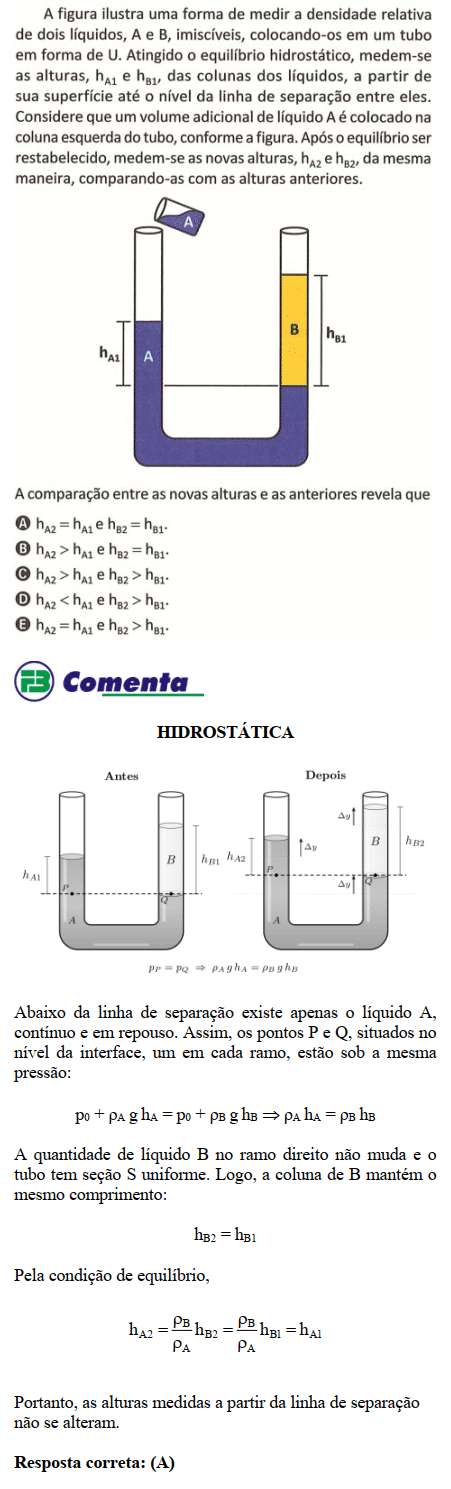 A figura ilustra uma forma de medir a densidade relativa
de dois líquidos, A e B, imiscíveis, colocando-os em um tubo
em forma de U. Atingido o equilíbrio hidrostático, medem-se
as alturas, hA1 e hB1, das colunas dos líquidos, a partir de
sua superfície até o nível da linha de separação entre eles.
Considere que um volume adicional de líquido A é colocado na
coluna esquerda do tubo, conforme a figura. Após o equilíbrio ser
restabelecido, medem-se as novas alturas, hA2 e hB2, da mesma
maneira, comparando-as com as alturas anteriores.
A
hA1
A
B
hB1
A comparação entre as novas alturas e as anteriores revela que
A hA2 = hA1 e hB2 = hB1.
B hA2 > hA1 e hB2 = hB1.
C hA2 > hA1 e hB2 > hB1.
D hA2 < hA1 e hB2 > hB1.
E hA2 = hA1 e hB2 > hB1.
FB Comenta
HIDROSTÁTICA
Antes
hA1
P
A
B
Q
hB1
Depois
hA2
P
A
Δy
Δy
B
Δy
Q
hB2
pP = pQ ⇒ ρA g hA = ρB g hB
Abaixo da linha de separação existe apenas o líquido A,
contínuo e em repouso. Assim, os pontos P e Q, situados no
nível da interface, um em cada ramo, estão sob a mesma
pressão:
p0 + ρA g hA = p0 + ρB g hB ⇒ ρA hA = ρB hB
A quantidade de líquido B no ramo direito não muda e o
tubo tem seção S uniforme. Logo, a coluna de B mantém o
mesmo comprimento:
hB2 = hB1
Pela condição de equilíbrio,
hA2 = ρB/ρA hB2 = ρB/ρA hB1 = hA1
Portanto, as alturas medidas a partir da linha de separação
não se alteram.
Resposta correta: (A)